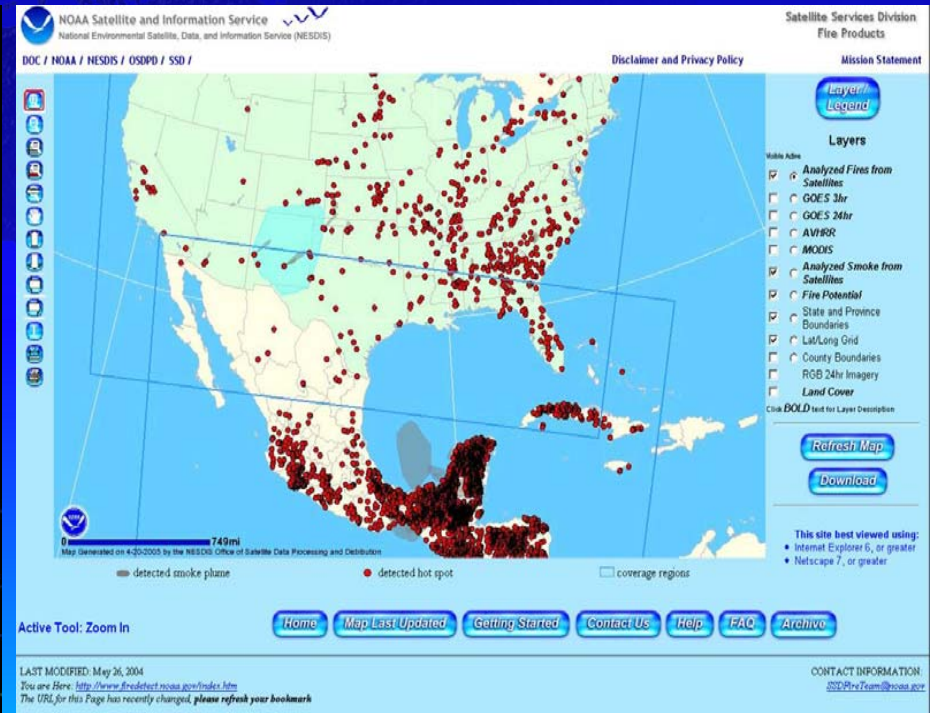 NOAA Satellite and Information Service
National Environmental Satellite, Data, and Information Service (NESDIS)
Satellite Services Division
Fire Products
DOC / NOAA / NESDIS / OSDPD / SSD /
Disclaimer and Privacy Policy
Mission Statement
Layer/
Legend
Layers
Visible Active
Analyzed Fires from
Satellites
GOES 3hr
GOES 24hr
AVHRR
MODIS
Analyzed Smoke from
Satellites
Fire Potential
State and Province
Boundaries
Lat/Long Grid
County Boundaries
RGB 24hr Imagery
Land Cover
Click BOLD text for Layer Description
Refresh Map
Download
This site best viewed using:
Internet Explorer 6, or greater
Netscape 7, or greater
0 749mi
Map Generated on 4-20-2005 by the NESDIS Office of Satellite Data Processing and Distribution
detected smoke plume
detected hot spot
coverage regions
Active Tool: Zoom In
Home
Map Last Updated
Getting Started
Contact Us
Help
FAQ
Archive
LAST MODIFIED: May 26, 2004
You are Here: http://www.firedetect.noaa.gov/index.htm
The URL for this Page has recently changed, please refresh your bookmark
CONTACT INFORMATION:
SSDFireTeam@noaa.gov